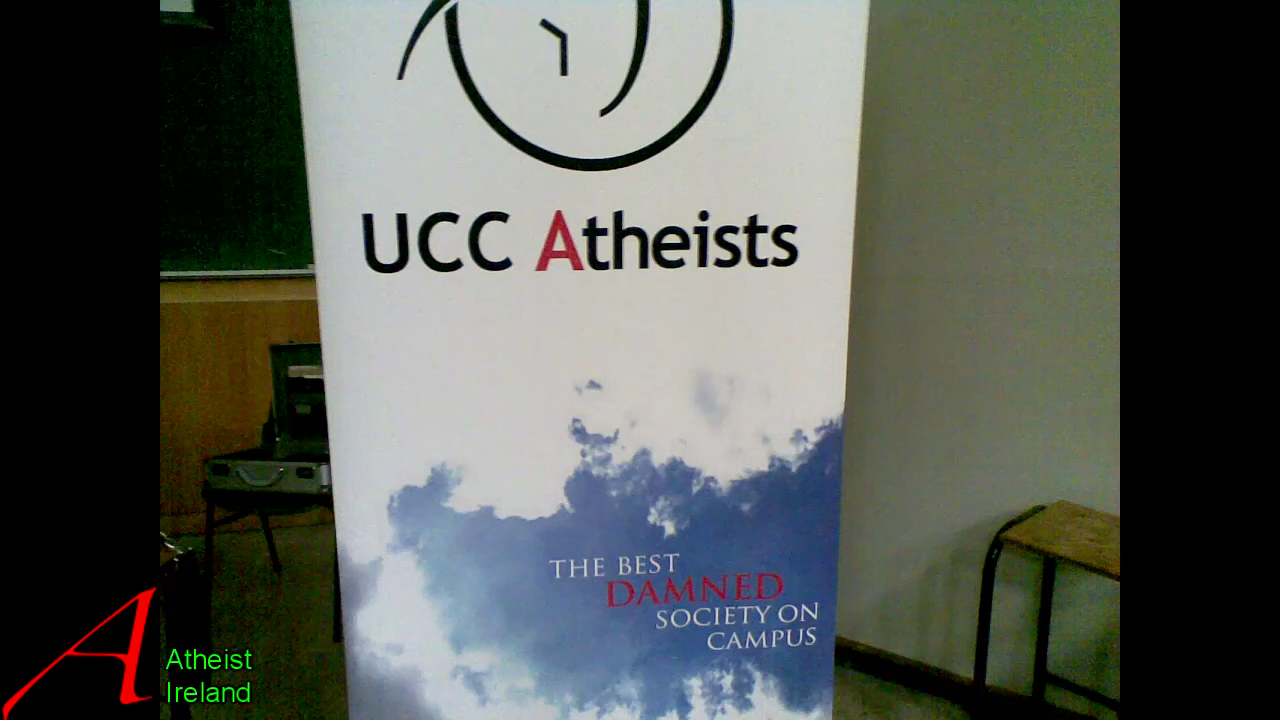 UCC Atheists
THE BEST
DAMNED
SOCIETY ON
CAMPUS
Atheist
Ireland